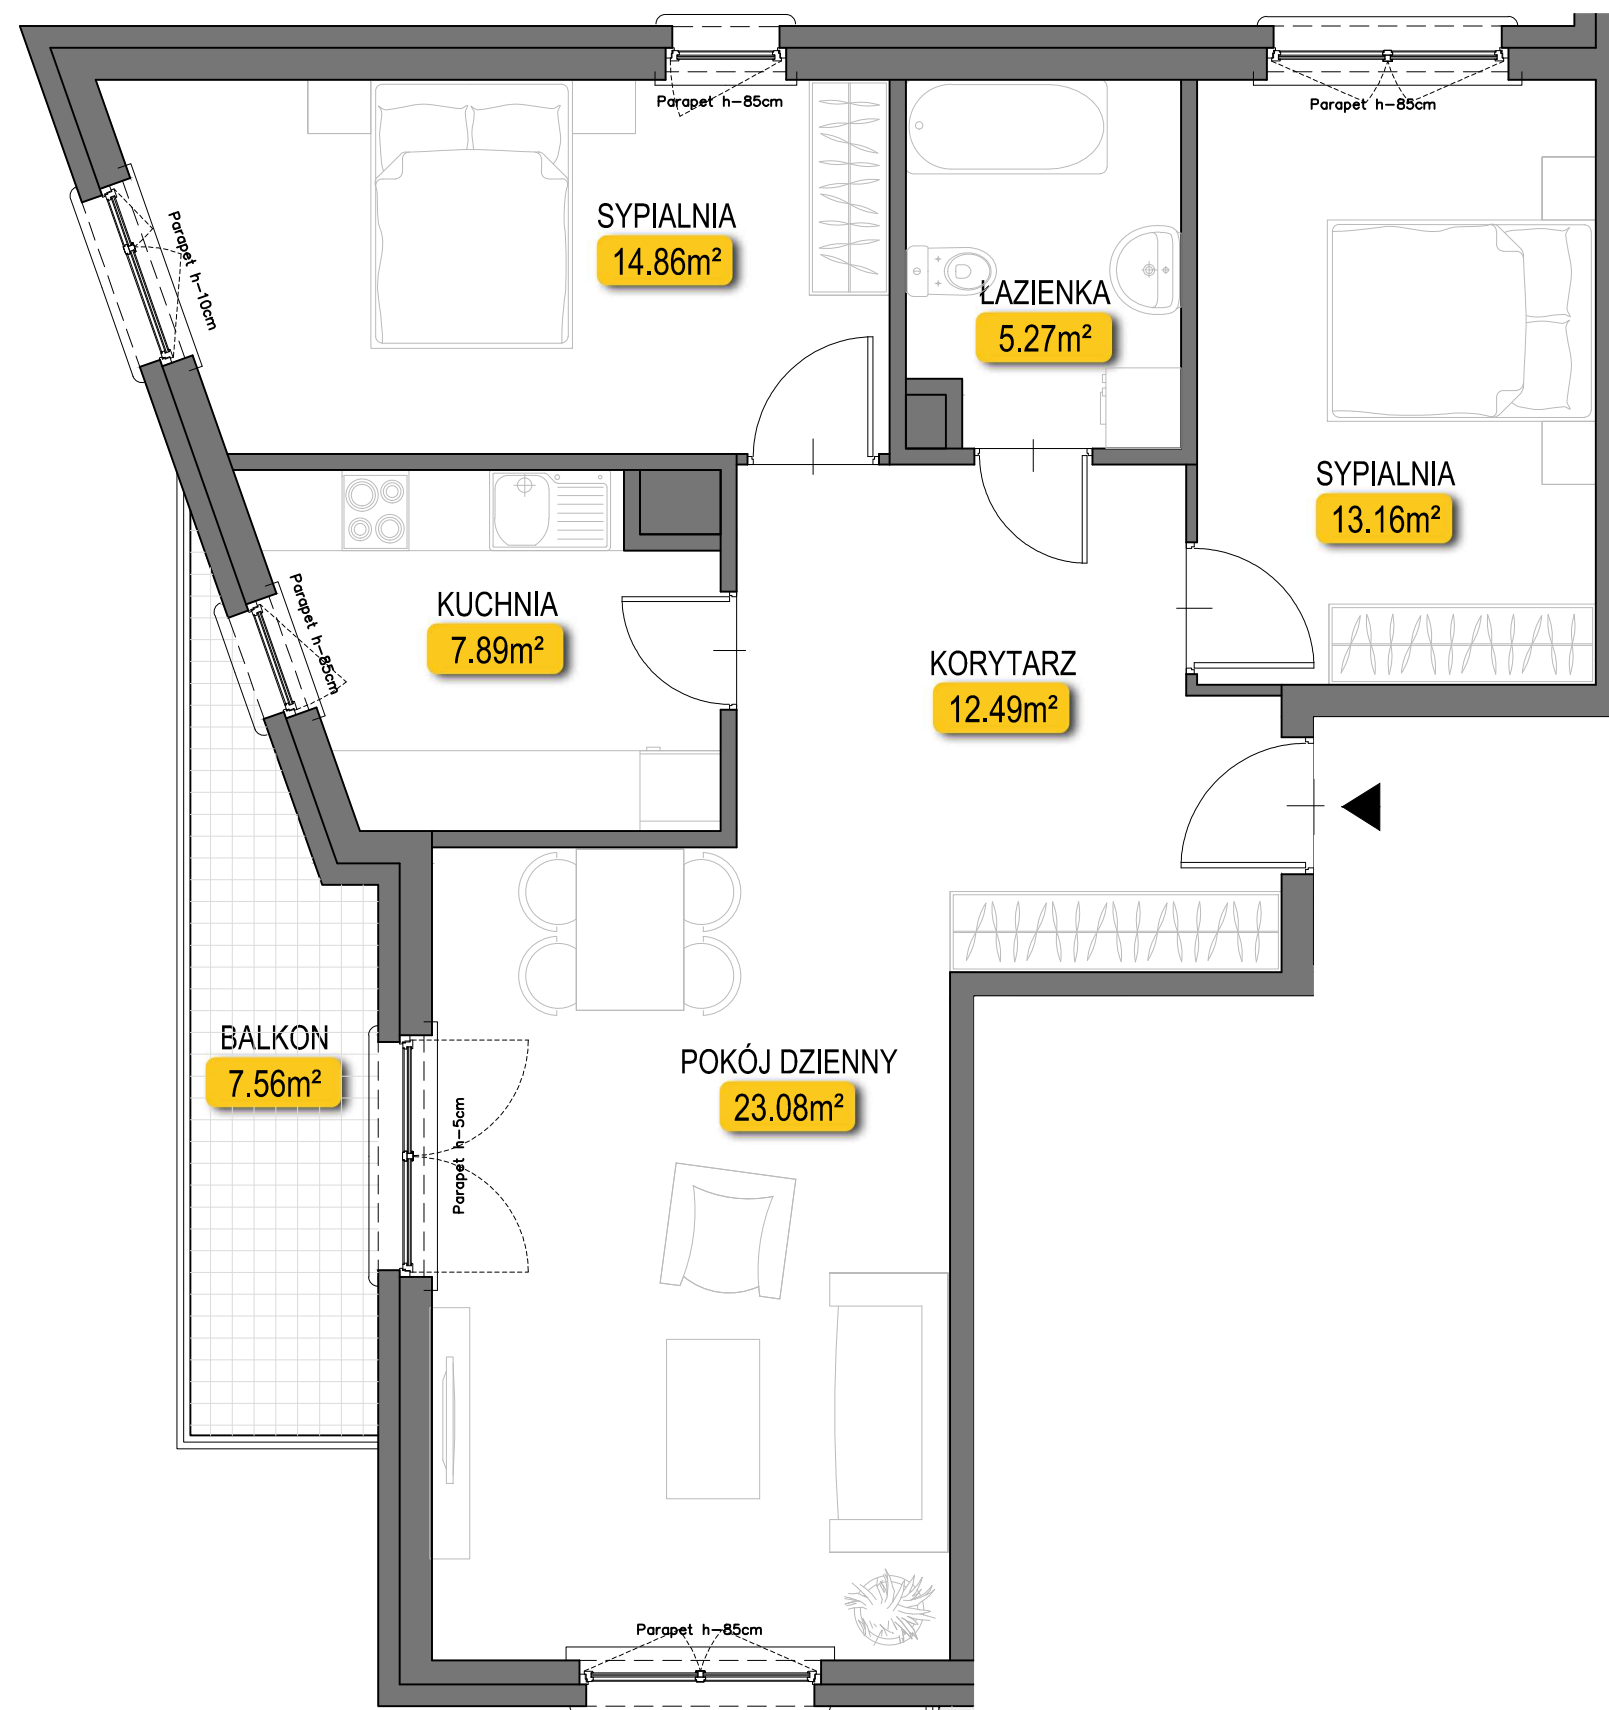 Parapet h-85cm
Parapet h-85cm
SYPIALNIA
14.86m²
Parapet h-10cm
ŁAZIENKA
5.27m²
SYPIALNIA
13.16m²
KUCHNIA
7.89m²
Parapet h-85cm
KORYTARZ
12.49m²
BALKON
7.56m²
POKÓJ DZIENNY
23.08m²
Parapet h-5cm
Parapet h-85cm